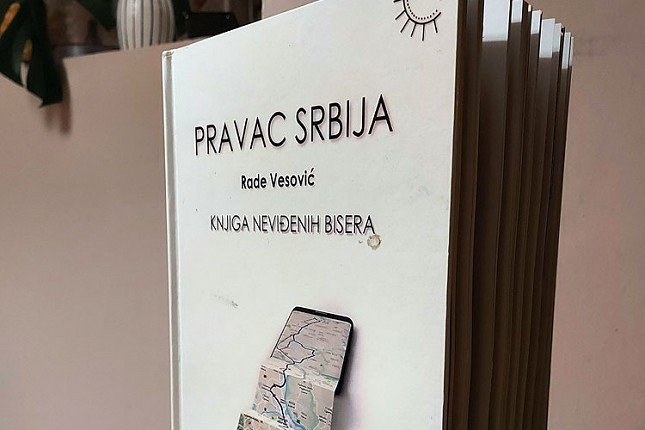 PRAVAC SRBIJA
Rade Vesović
KNJIGA NEVIĐENIH BISERA